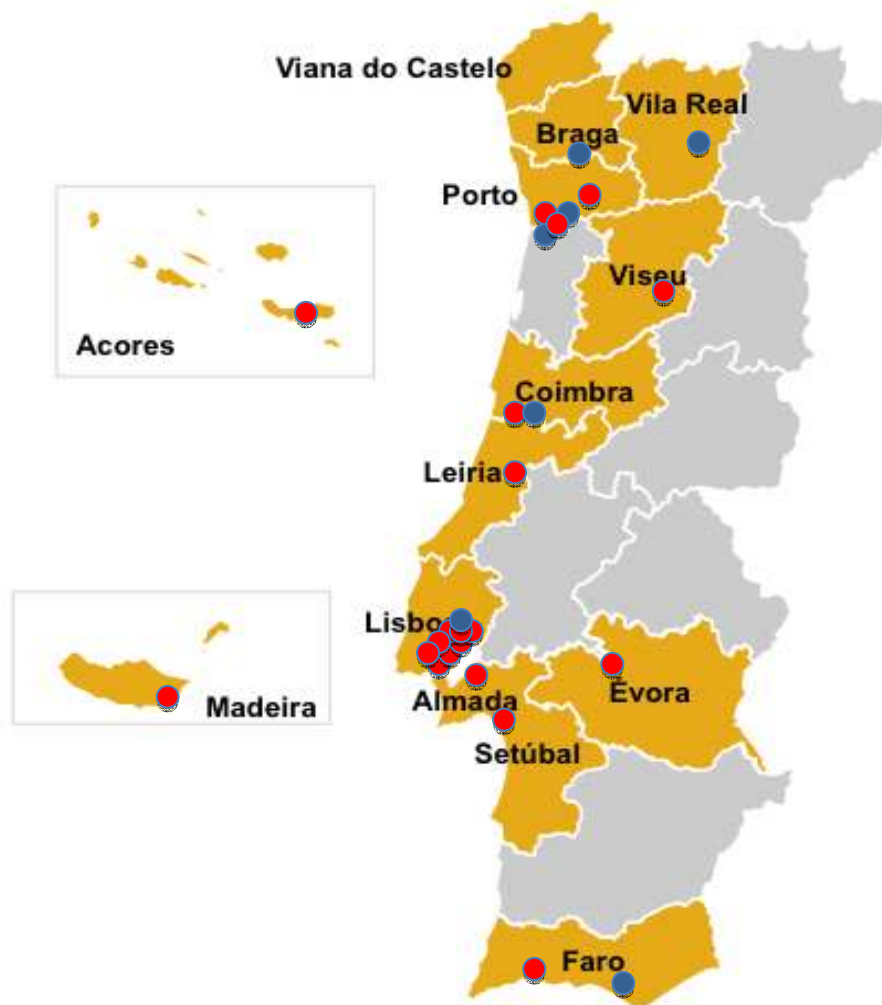 Viana do Castelo
Vila Real
Braga
Porto
Viseu
Acores
Coimbra
Leiria
Lisbo
Almada
Évora
Madeira
Setúbal
Faro